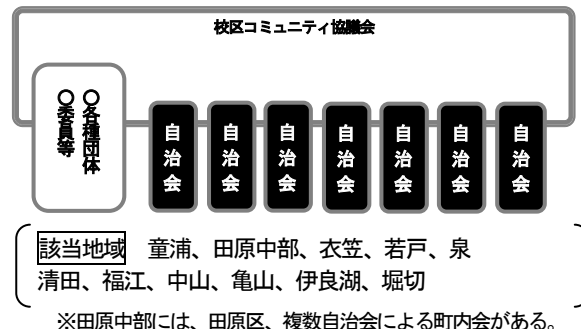 校区コミュニティ協議会
○各種団体
○委員等
自治会
自治会
自治会
自治会
自治会
自治会
自治会
該当地域 童浦、田原中部、衣笠、若戸、泉
清田、福江、中山、亀山、伊良湖、堀切
※田原中部には、田原区、複数自治会による町内会がある。